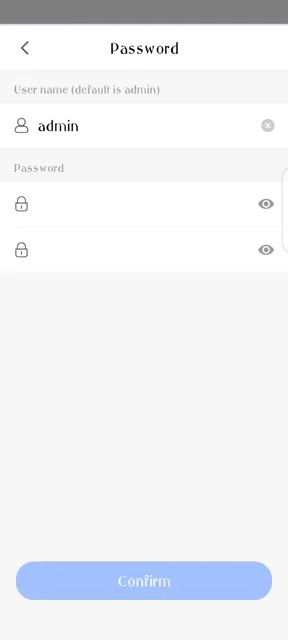 Password
User name (default is admin)
admin
Password
Confirm